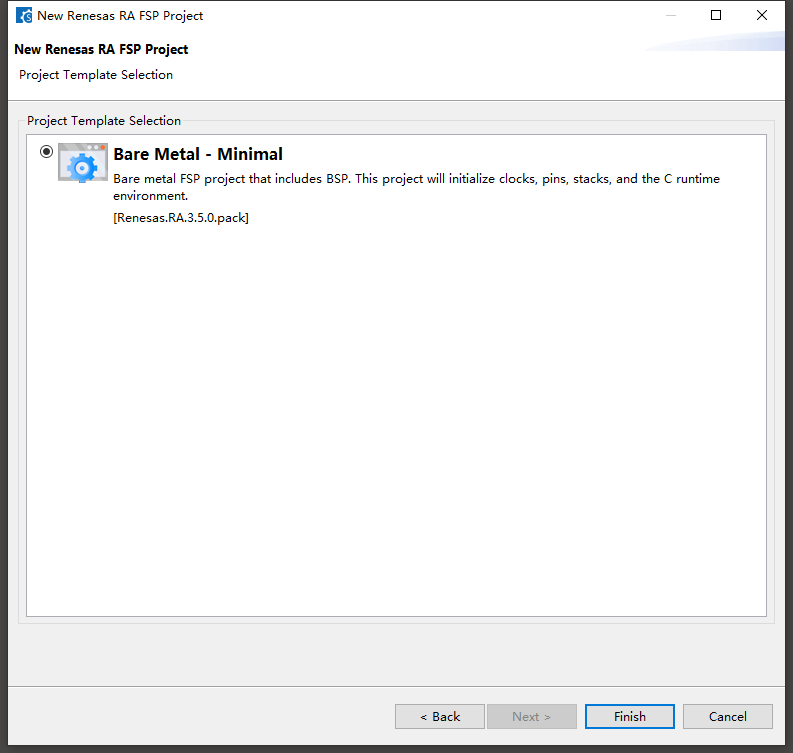 New Renesas RA FSP Project
New Renesas RA FSP Project
Project Template Selection
Project Template Selection
Bare Metal - Minimal
Bare metal FSP project that includes BSP. This project will initialize clocks, pins, stacks, and the C runtime
environment.
[Renesas.RA.3.5.0.pack]
< Back
Next >
Finish
Cancel